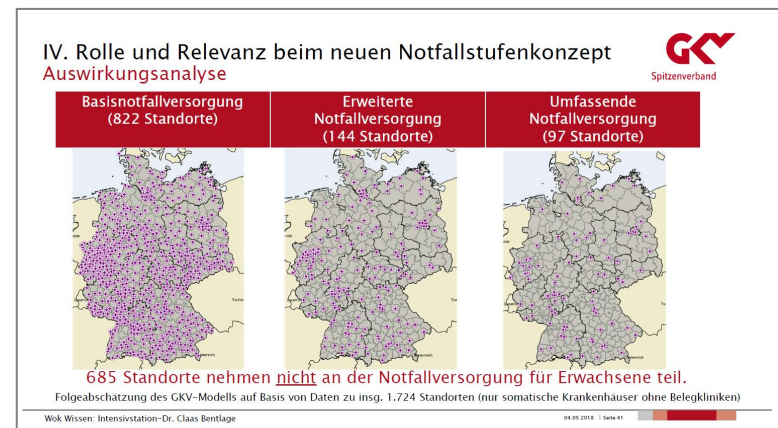 IV. Rolle und Relevanz beim neuen Notfallstufenkonzept
Auswirkungsanalyse
GKV
Spitzenverband
Basisnotfallversorgung
(822 Standorte)
Erweiterte
Notfallversorgung
(144 Standorte)
Umfassende
Notfallversorgung
(97 Standorte)
685 Standorte nehmen nicht an der Notfallversorgung für Erwachsene teil.
Folgeabschätzung des GKV-Modells auf Basis von Daten zu insg. 1.724 Standorten (nur somatische Krankenhäuser ohne Belegkliniken)
Wok Wissen: Intensivstation-Dr. Claas Bentlage
04.05.2018 | Seite 41